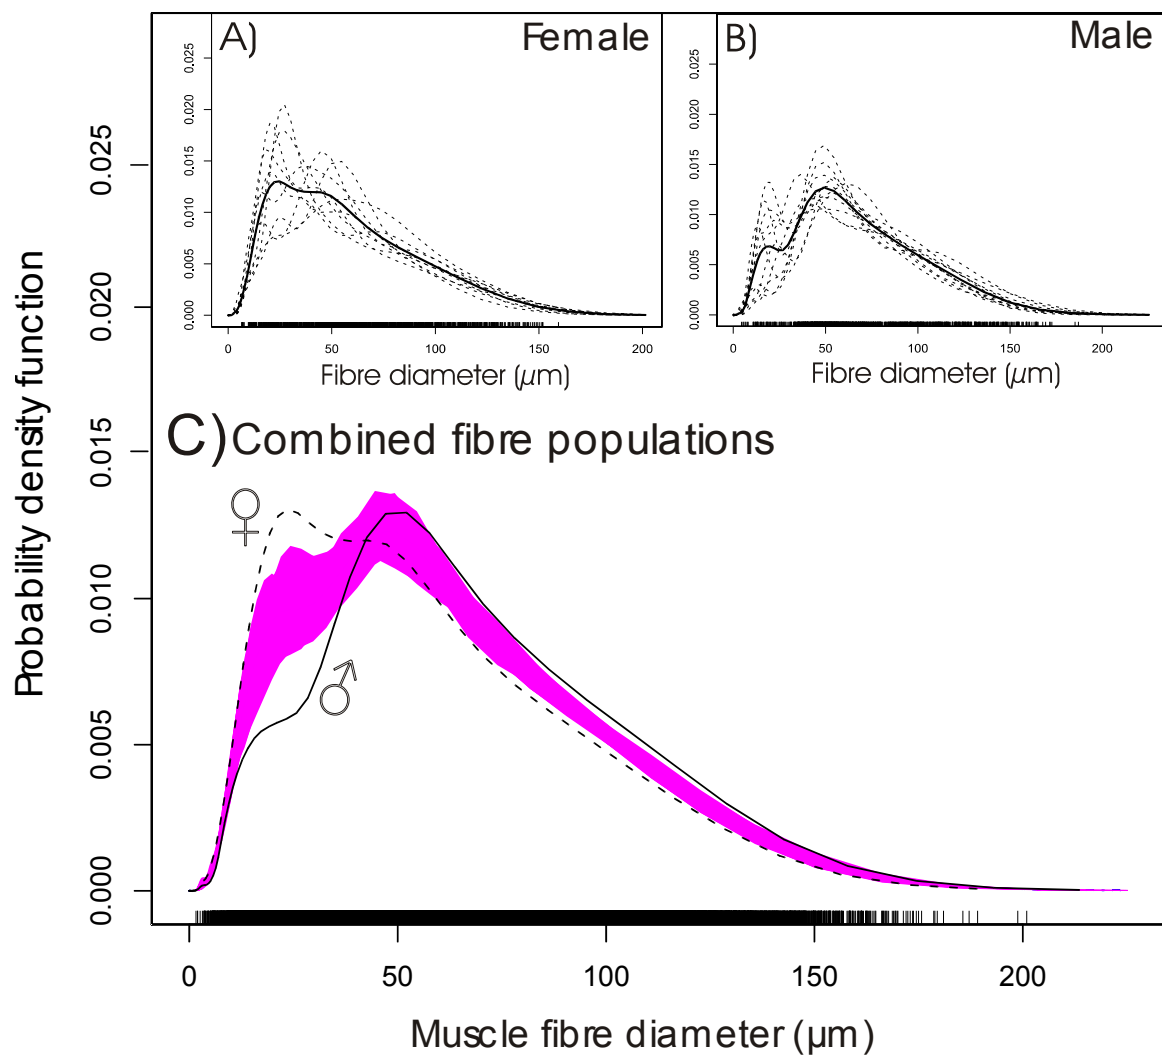 A) Female
0.000 0.005 0.010 0.015 0.020 0.025
0 50 100 150 200
Fibre diameter (µm)
B) Male
0.000 0.005 0.010 0.015 0.020 0.025
0 50 100 150 200
Fibre diameter (µm)
C) Combined fibre populations
♀
♂
Probability density function
0.000 0.005 0.010 0.015 0.020 0.025
0 50 100 150 200
Muscle fibre diameter (µm)